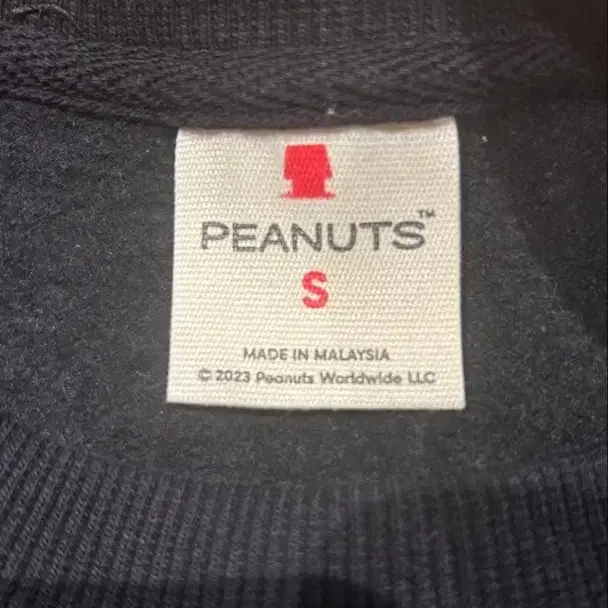 PEANUTS™
S
MADE IN MALAYSIA
© 2023 Peanuts Worldwide LLC